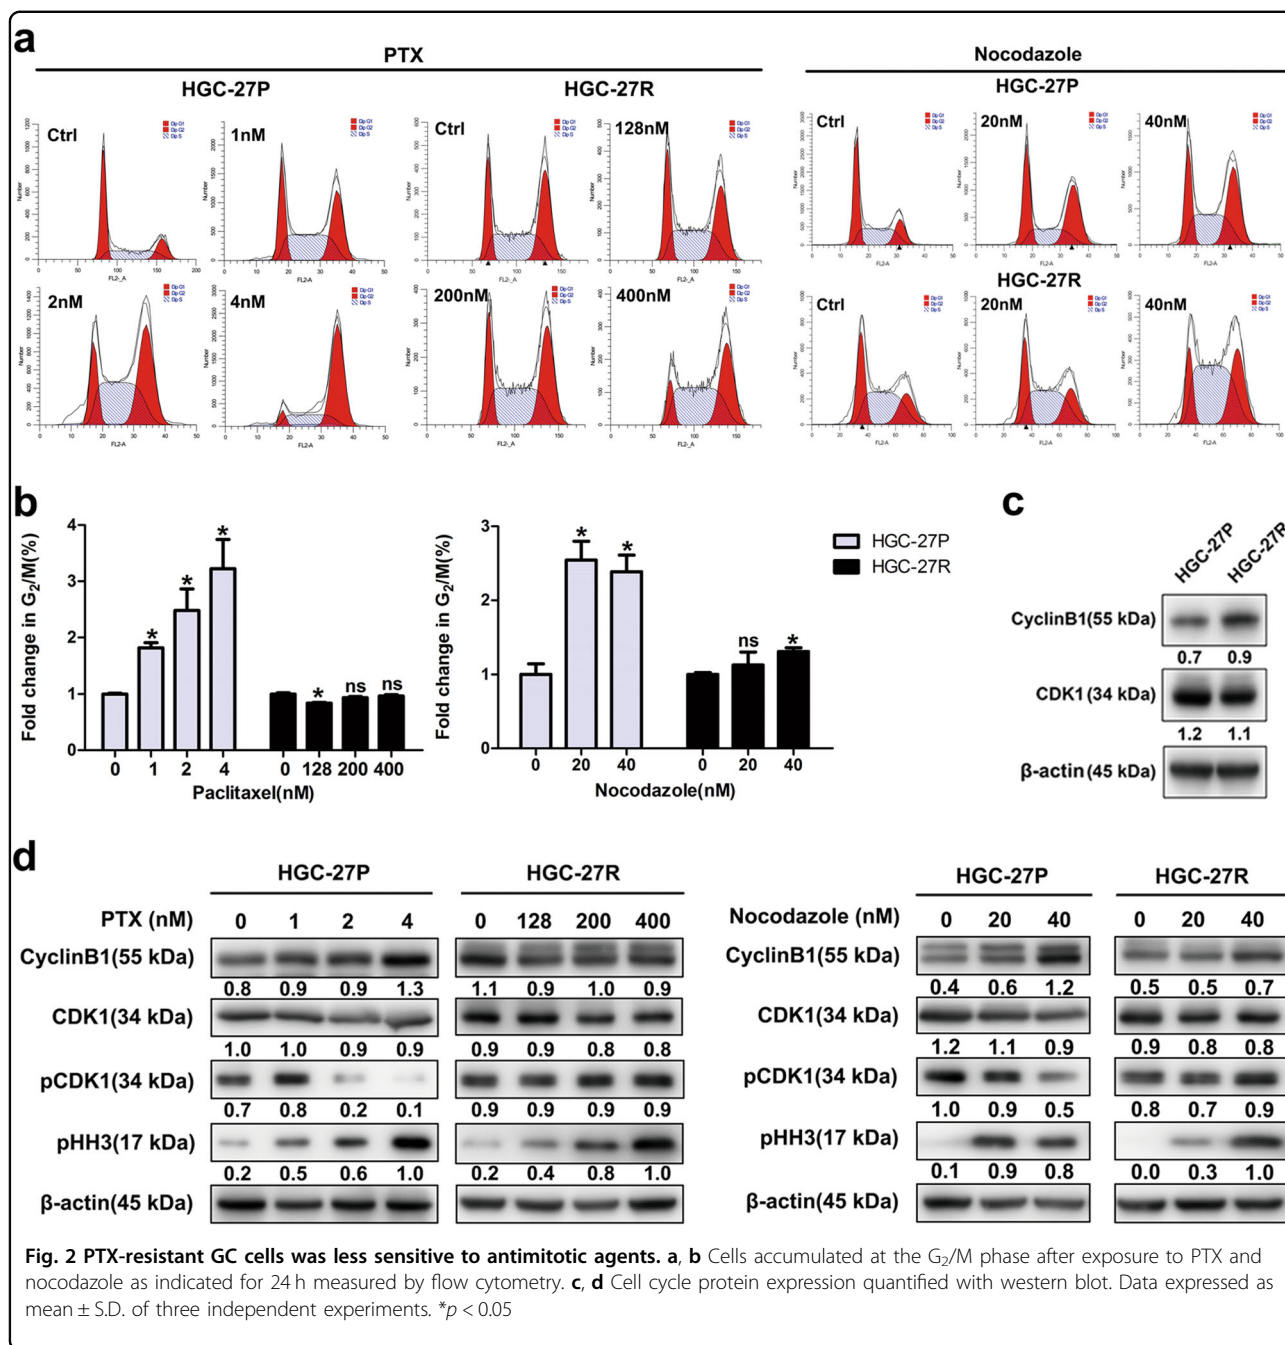 a
PTX
Nocodazole
HGC-27P
HGC-27R
HGC-27P
Ctrl
1nM
Ctrl
128nM
Ctrl
20nM
40nM
2nM
4nM
200nM
400nM
HGC-27R
Ctrl
20nM
40nM
b
Fold change in G2/M(%)
4
3
2
1
0
* * * * ns ns
0 1 2 4 0 128 200 400
Paclitaxel(nM)
Fold change in G2/M(%)
3
2
1
0
* * ns *
0 20 40 0 20 40
Nocodazole(nM)
HGC-27P
HGC-27R
c
HGC-27P HGC-27R
CyclinB1(55 kDa)
0.7 0.9
CDK1 (34 kDa)
1.2 1.1
β-actin (45 kDa)
d
HGC-27P HGC-27R
PTX (nM) 0 1 2 4 0 128 200 400
CyclinB1(55 kDa)
0.8 0.9 0.9 1.3 1.1 0.9 1.0 0.9
CDK1(34 kDa)
1.0 1.0 0.9 0.9 0.9 0.9 0.8 0.8
pCDK1(34 kDa)
0.7 0.8 0.2 0.1 0.9 0.9 0.9 0.9
pHH3(17 kDa)
0.2 0.5 0.6 1.0 0.2 0.4 0.8 1.0
β-actin(45 kDa)
HGC-27P HGC-27R
Nocodazole (nM) 0 20 40 0 20 40
CyclinB1(55 kDa)
0.4 0.6 1.2 0.5 0.5 0.7
CDK1(34 kDa)
1.2 1.1 0.9 0.9 0.8 0.8
pCDK1(34 kDa)
1.0 0.9 0.5 0.8 0.7 0.9
pHH3(17 kDa)
0.1 0.9 0.8 0.0 0.3 1.0
β-actin(45 kDa)
Fig. 2 PTX-resistant GC cells was less sensitive to antimitotic agents. a, b Cells accumulated at the G2/M phase after exposure to PTX and
nocodazole as indicated for 24 h measured by flow cytometry. c, d Cell cycle protein expression quantified with western blot. Data expressed as
mean ± S.D. of three independent experiments. *p < 0.05